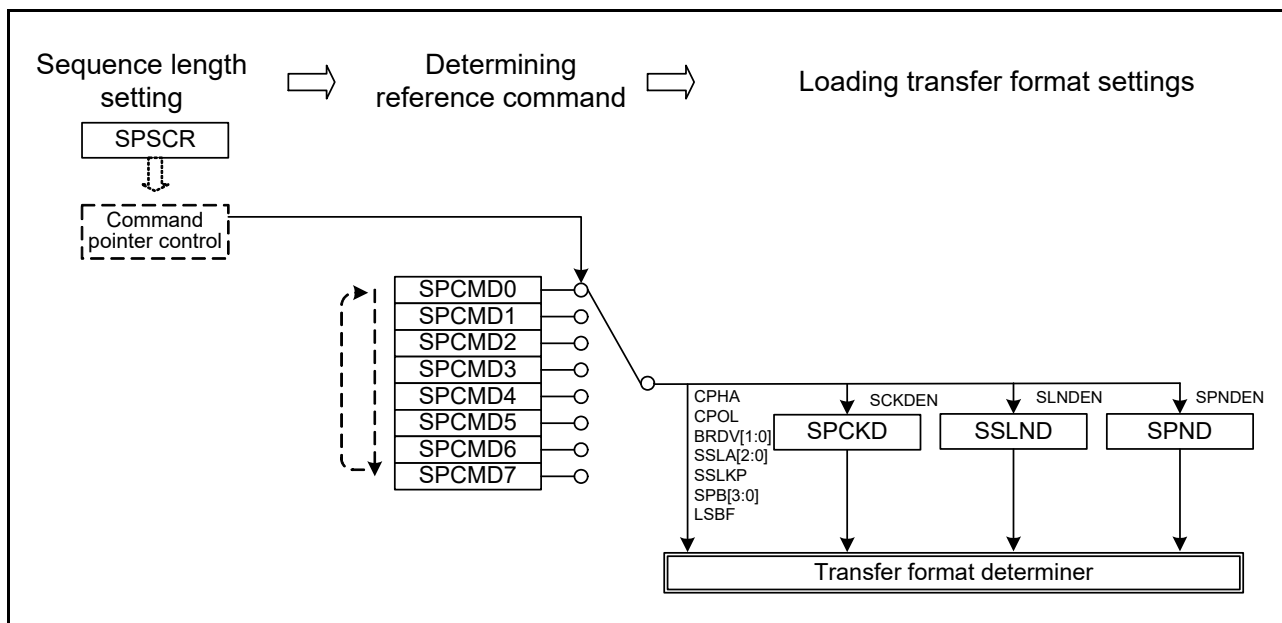 Sequence length
setting
Determining
reference command
Loading transfer format settings
SPSCR
Command
pointer control
SPCMD0
SPCMD1
SPCMD2
SPCMD3
SPCMD4
SPCMD5
SPCMD6
SPCMD7
CPHA
CPOL
BRDV[1:0]
SSLA[2:0]
SSLKP
SPB[3:0]
LSBF
SCKDEN
SPCKD
SLNDEN
SSLND
SPNDEN
SPND
Transfer format determiner